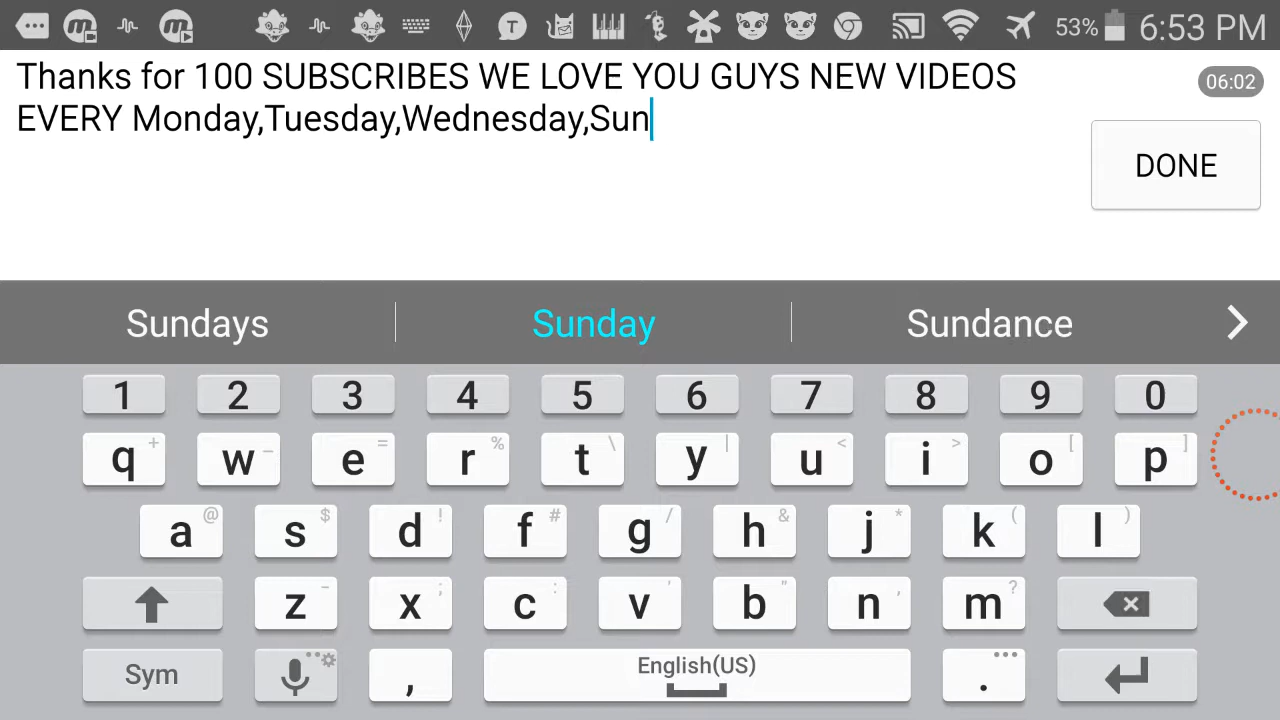 53% 6:53 PM
Thanks for 100 SUBSCRIBES WE LOVE YOU GUYS NEW VIDEOS
EVERY Monday,Tuesday,Wednesday,Sun
06:02
DONE
Sundays Sunday Sundance
1 2 3 4 5 6 7 8 9 0
q + w - e = r % t \ y | u < i > o [ p ]
a @ s $ d ! f # g / h & j * k ( l )
z - x ; c : v ' b " n , m ?
Sym , English(US) .